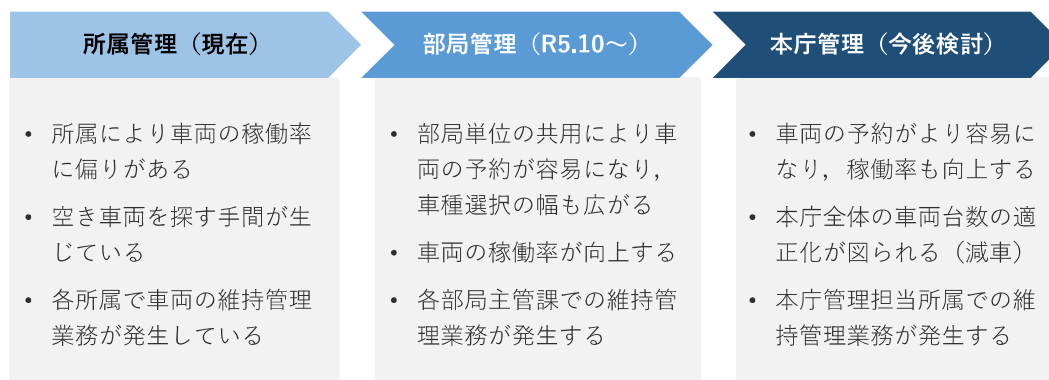 所属管理（現在）
• 所属により車両の稼働率
に偏りがある
• 空き車両を探す手間が生
じている
• 各所属で車両の維持管理
業務が発生している
部局管理（R5.10～）
• 部局単位の共用により車
両の予約が容易になり，
車種選択の幅も広がる
• 車両の稼働率が向上する
• 各部局主管課での維持管
理業務が発生する
本庁管理（今後検討）
• 車両の予約がより容易に
なり，稼働率も向上する
• 本庁全体の車両台数の適
正化が図られる（減車）
• 本庁管理担当所属での維
持管理業務が発生する